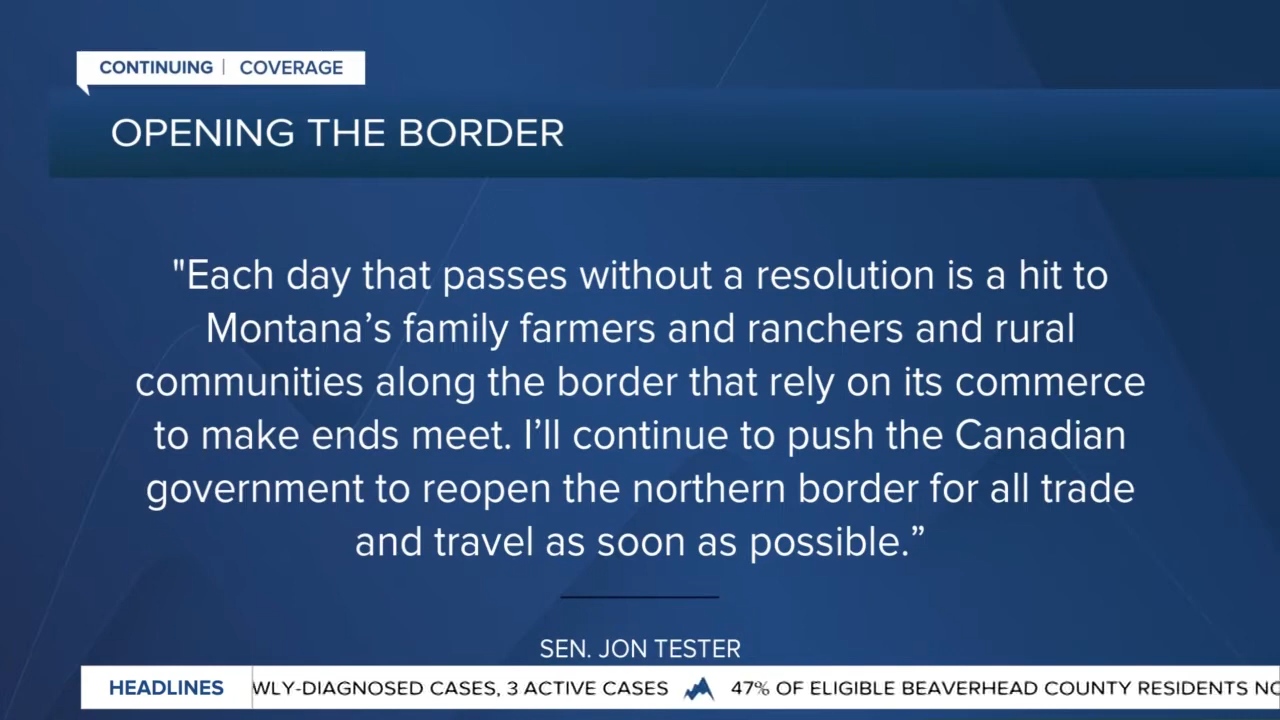 CONTINUING | COVERAGE
OPENING THE BORDER
"Each day that passes without a resolution is a hit to
Montana’s family farmers and ranchers and rural
communities along the border that rely on its commerce
to make ends meet. I’ll continue to push the Canadian
government to reopen the northern border for all trade
and travel as soon as possible.”
SEN. JON TESTER
HEADLINES WLY-DIAGNOSED CASES, 3 ACTIVE CASES 47% OF ELIGIBLE BEAVERHEAD COUNTY RESIDENTS